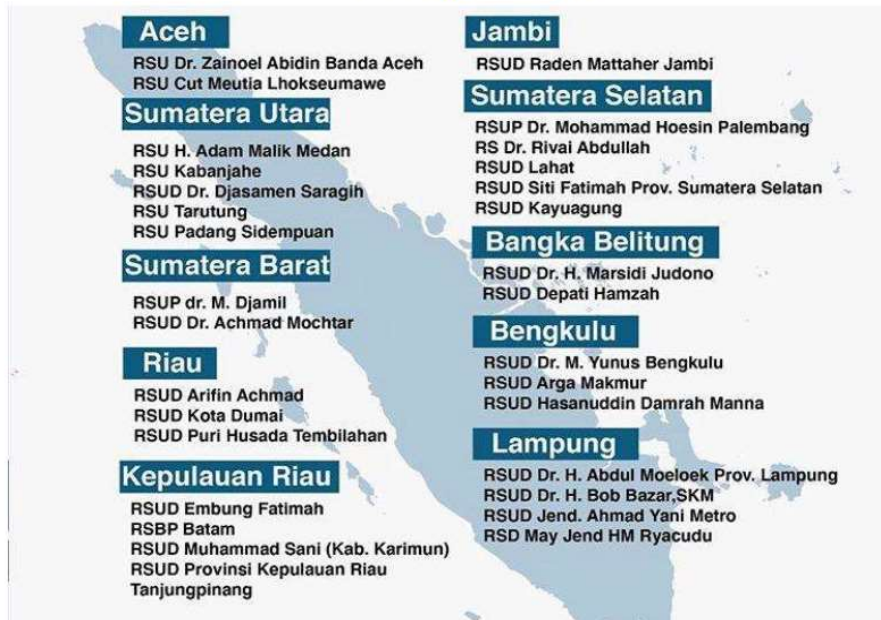 Aceh
RSU Dr. Zainoel Abidin Banda Aceh
RSU Cut Meutia Lhokseumawe
Sumatera Utara
RSU H. Adam Malik Medan
RSU Kabanjahe
RSUD Dr. Djasamen Saragih
RSU Tarutung
RSU Padang Sidempuan
Sumatera Barat
RSUP dr. M. Djamil
RSUD Dr. Achmad Mochtar
Riau
RSUD Arifin Achmad
RSUD Kota Dumai
RSUD Puri Husada Tembilahan
Kepulauan Riau
RSUD Embung Fatimah
RSBP Batam
RSUD Muhammad Sani (Kab. Karimun)
RSUD Provinsi Kepulauan Riau
Tanjungpinang
Jambi
RSUD Raden Mattaher Jambi
Sumatera Selatan
RSUP Dr. Mohammad Hoesin Palembang
RS Dr. Rivai Abdullah
RSUD Lahat
RSUD Siti Fatimah Prov. Sumatera Selatan
RSUD Kayuagung
Bangka Belitung
RSUD Dr. H. Marsidi Judono
RSUD Depati Hamzah
Bengkulu
RSUD Dr. M. Yunus Bengkulu
RSUD Arga Makmur
RSUD Hasanuddin Damrah Manna
Lampung
RSUD Dr. H. Abdul Moeloek Prov. Lampung
RSUD Dr. H. Bob Bazar,SKM
RSUD Jend. Ahmad Yani Metro
RSD May Jend HM Ryacudu